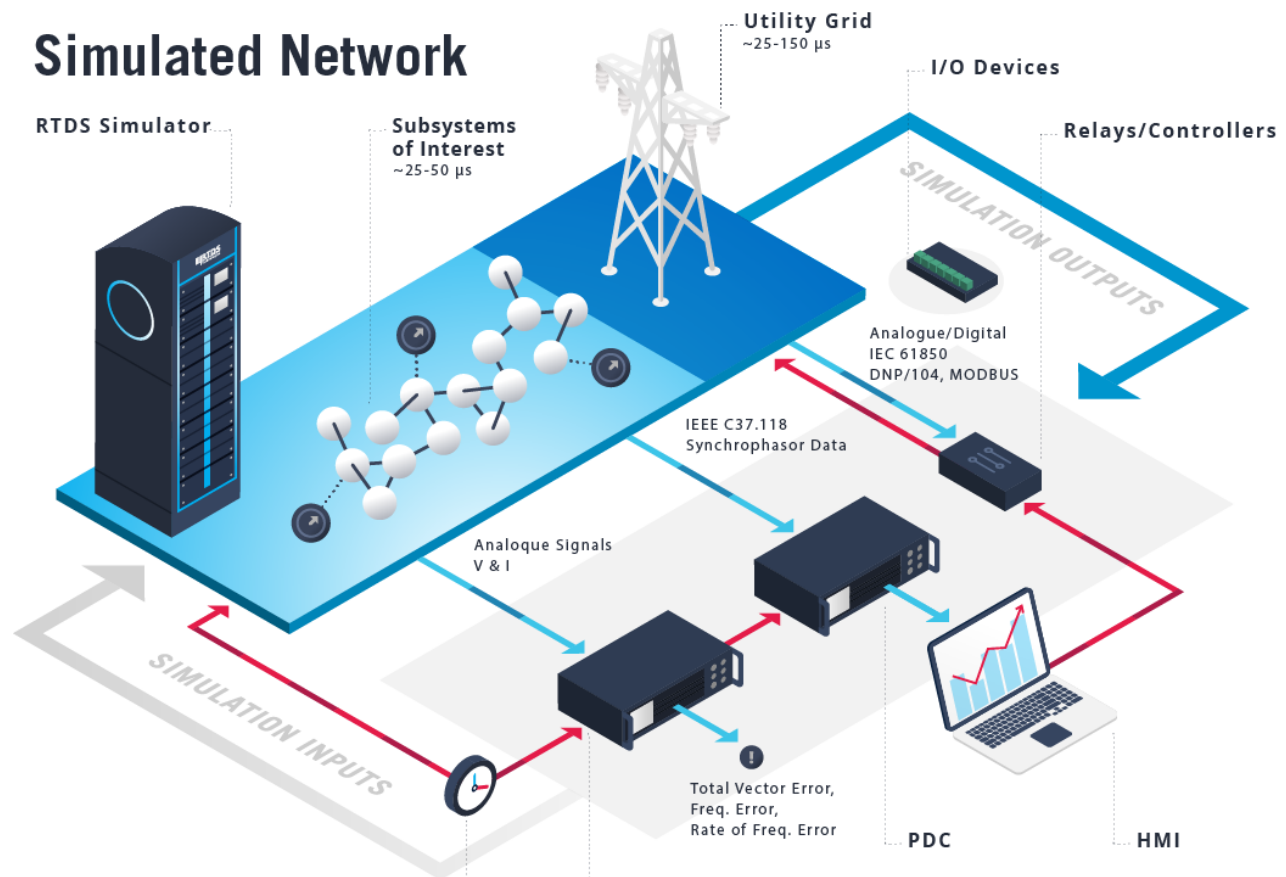 Simulated Network
Utility Grid
~25-150 µs
I/O Devices
RTDS Simulator
Subsystems
of Interest
~25-50 µs
Relays/Controllers
SIMULATION OUTPUTS
RTDS
Analogue/Digital
IEC 61850
DNP/104, MODBUS
IEEE C37.118
Synchrophasor Data
Analoque Signals
V & I
SIMULATION INPUTS
!
Total Vector Error,
Freq. Error,
Rate of Freq. Error
PDC
HMI